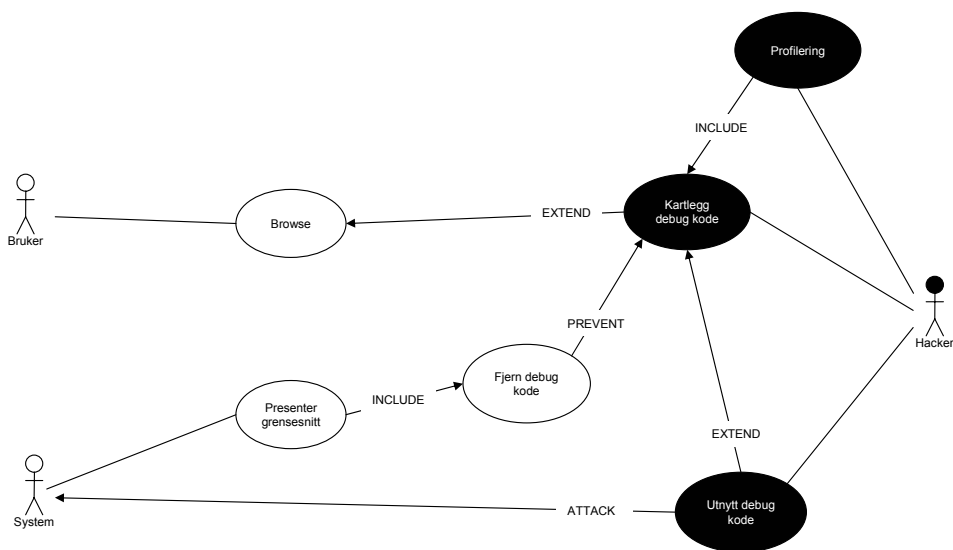 Profilering
INCLUDE
Kartlegg
debug kode
EXTEND
Browse
Bruker
Hacker
PREVENT
Fjern debug
kode
INCLUDE
Presenter
grensesnitt
EXTEND
System
ATTACK
Utnytt debug
kode